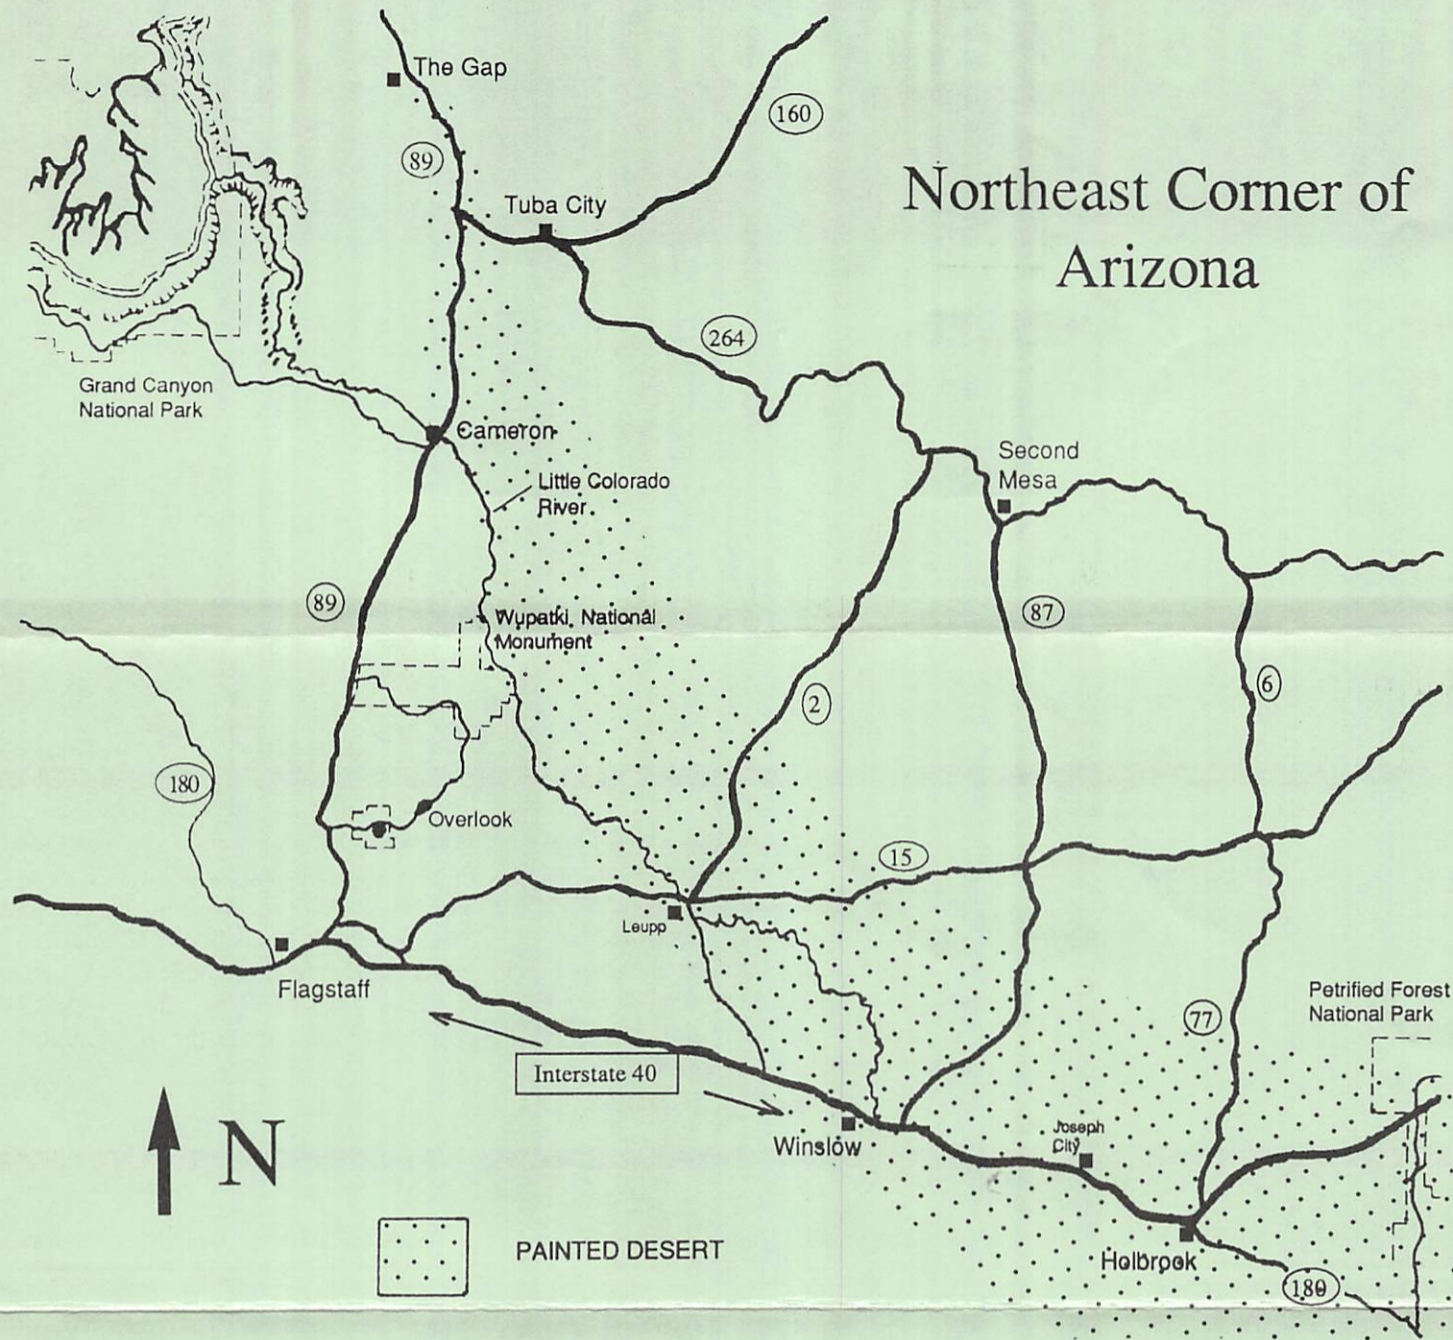 The Gap
160
89
Northeast Corner of
Arizona
Tuba City
264
Grand Canyon
National Park
Cameron
Second
Mesa
Little Colorado
River
89
87
Wupatki National
Monument
6
2
180
Overlook
15
Leupp
Flagstaff
Petrified Forest
National Park
77
Interstate 40
N
Joseph
City
Winslow
PAINTED DESERT
Holbrook
180